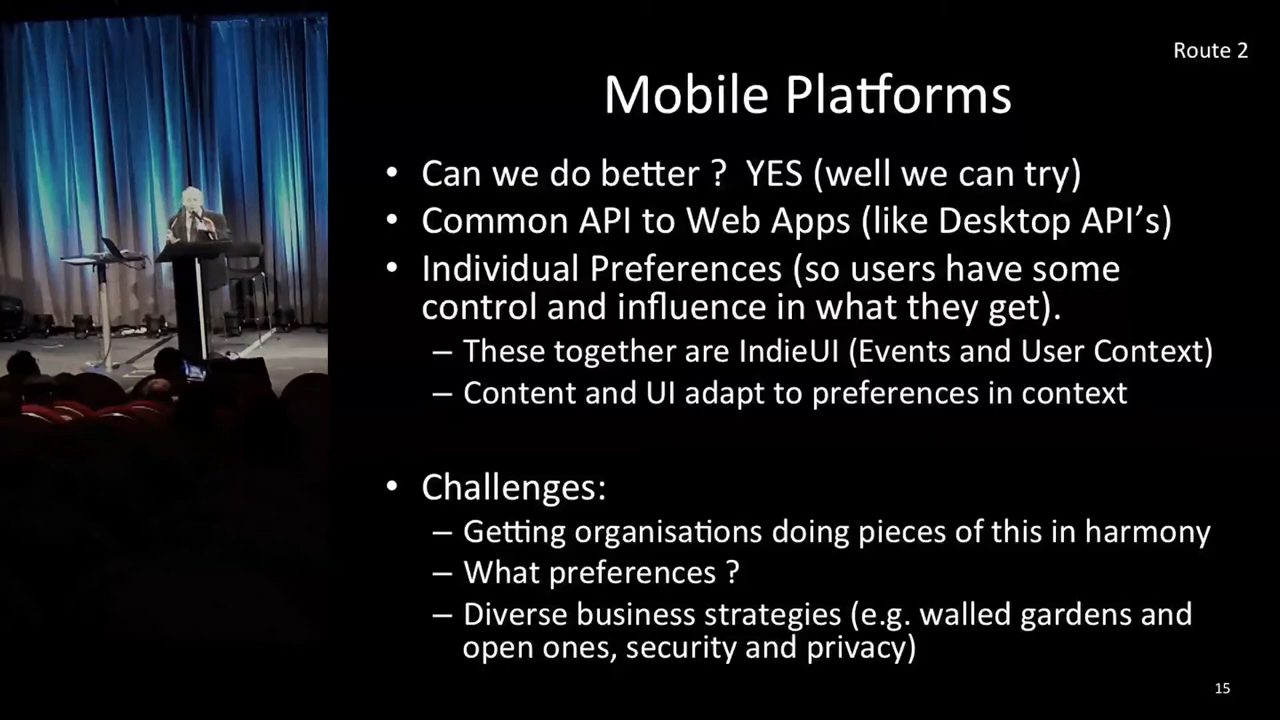 Route 2
Mobile Platforms
• Can we do better ? YES (well we can try)
• Common API to Web Apps (like Desktop API's)
• Individual Preferences (so users have some
control and influence in what they get).
– These together are IndieUI (Events and User Context)
– Content and UI adapt to preferences in context
• Challenges:
– Getting organisations doing pieces of this in harmony
– What preferences ?
– Diverse business strategies (e.g. walled gardens and
open ones, security and privacy)
15